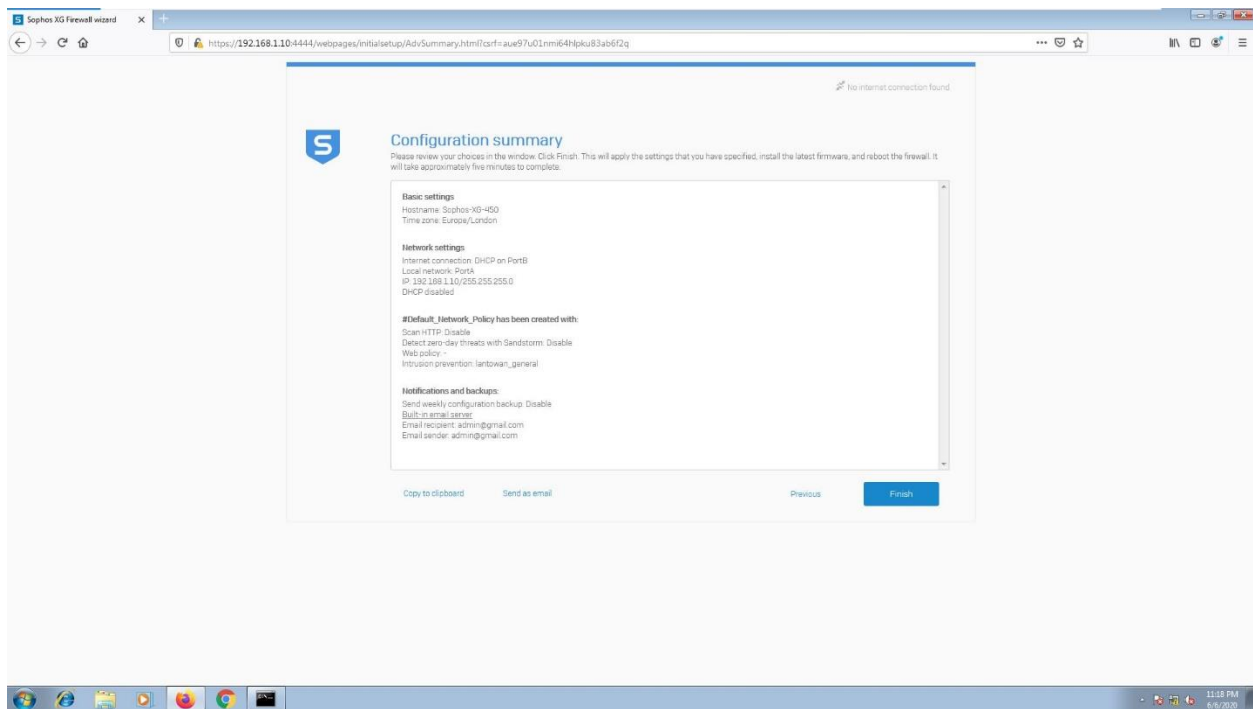 Sophos XG Firewall wizard
https://192.168.1.10:4444/webpages/initialsetup/AdvSummary.html?csrf=aue97u01nmi64hlpku83ab6f2q
No internet connection found
S
Configuration summary
Please review your choices in the window. Click Finish. This will apply the settings that you have specified, install the latest firmware, and reboot the firewall. It
will take approximately five minutes to complete.
Basic settings
Hostname: Sophos-XG-450
Time zone: Europe/London
Network settings
Internet connection: DHCP on PortB
Local network: PortA
IP: 192.168.1.10/255.255.255.0
DHCP disabled
#Default_Network_Policy has been created with:
Scan HTTP: Disable
Detect zero-day threats with Sandstorm: Disable
Web policy: -
Intrusion prevention: lantowan_general
Notifications and backups:
Send weekly configuration backup: Disable
Built-in email server
Email recipient: admin@gmail.com
Email sender: admin@gmail.com
Copy to clipboard Send as email Previous Finish
11:18 PM
6/6/2020